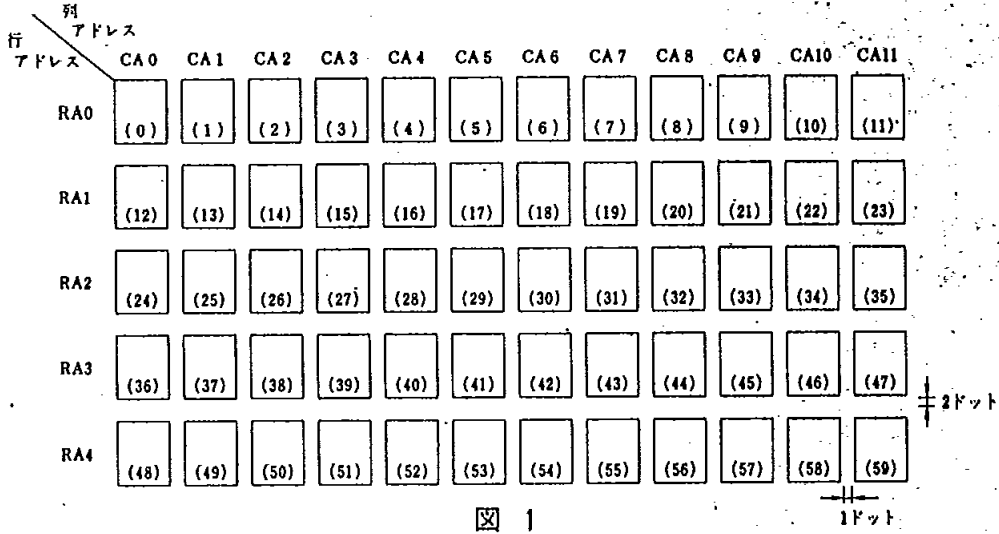 列
アドレス
行
アドレス
CA0 CA1 CA2 CA3 CA4 CA5 CA6 CA7 CA8 CA9 CA10 CA11
RA0
(0) (1) (2) (3) (4) (5) (6) (7) (8) (9) (10) (11)
RA1
(12) (13) (14) (15) (16) (17) (18) (19) (20) (21) (22) (23)
RA2
(24) (25) (26) (27) (28) (29) (30) (31) (32) (33) (34) (35)
RA3
(36) (37) (38) (39) (40) (41) (42) (43) (44) (45) (46) (47)
2ドット
RA4
(48) (49) (50) (51) (52) (53) (54) (55) (56) (57) (58) (59)
1ドット
図 1